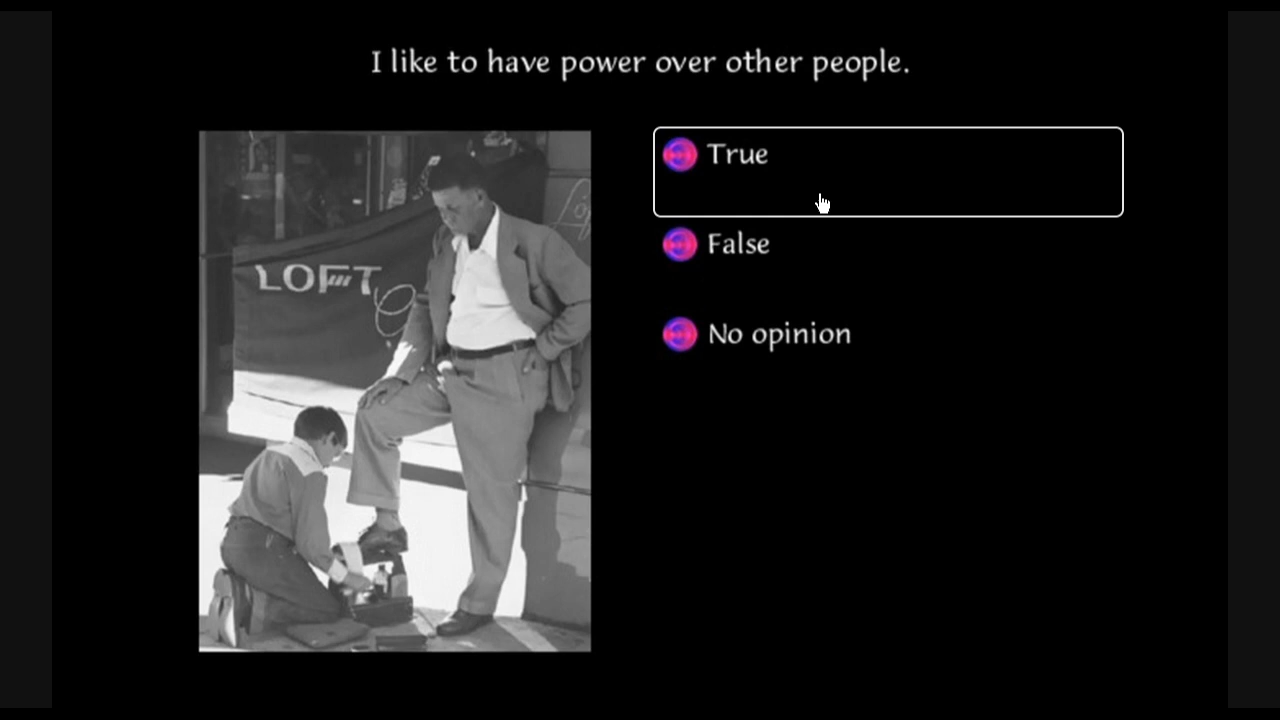 I like to have power over other people.
True
False
No opinion
LOFT